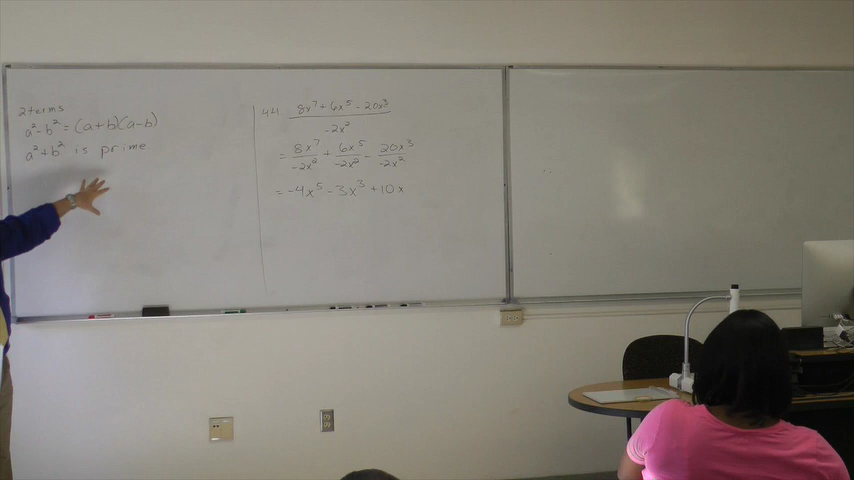 2 terms
a² - b² = (a+b)(a-b)
a² + b² is prime
44) (8x⁷ + 6x⁵ - 20x³) / (-2x²)
= 8x⁷/(-2x²) + 6x⁵/(-2x²) - 20x³/(-2x²)
= -4x⁵ - 3x³ + 10x